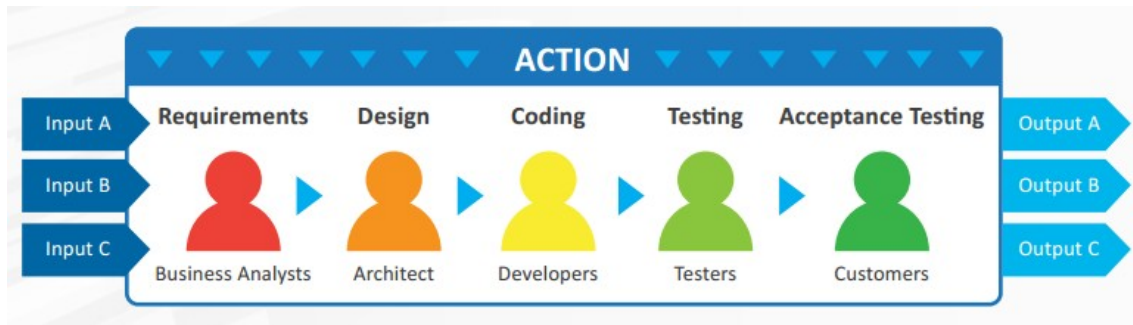 ACTION
Requirements Design Coding Testing Acceptance Testing
Input A
Input B
Input C
Business Analysts Architect Developers Testers Customers
Output A
Output B
Output C